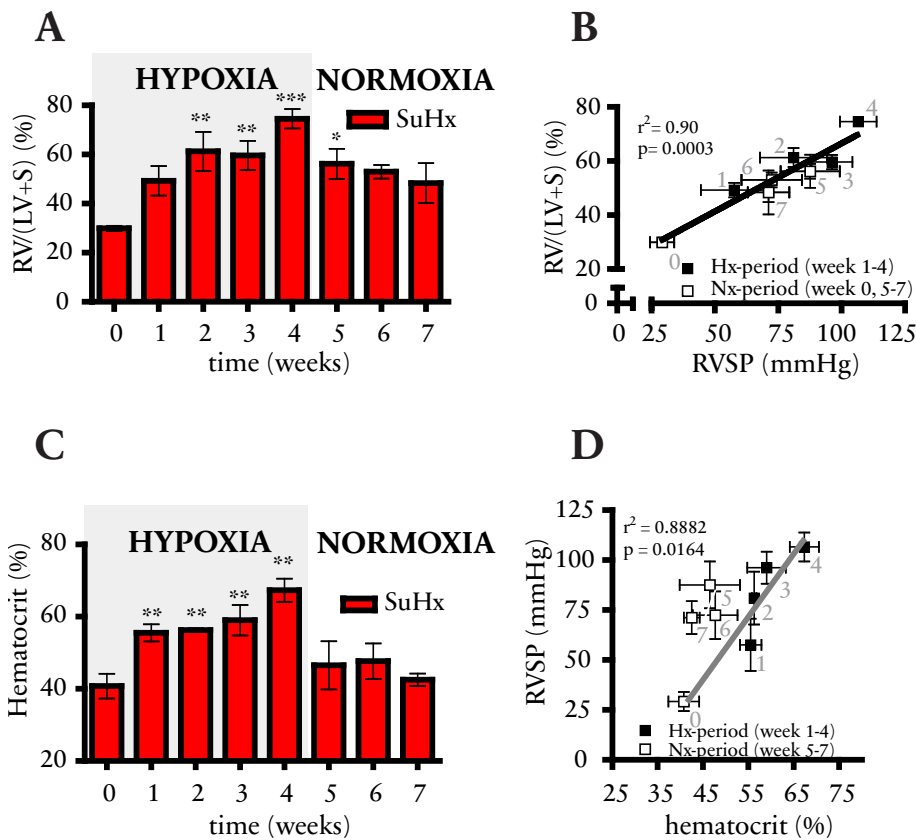 A
HYPOXIA NORMOXIA
SuHx
RV/(LV+S) (%)
80
60
40
20
0
** ** *** *
0 1 2 3 4 5 6 7
time (weeks)
B
RV/(LV+S) (%)
80
60
40
20
0
r²= 0.90
p= 0.0003
4
2
6
1
3
5
7
0
Hx-period (week 1-4)
Nx-period (week 0, 5-7)
0 25 50 75 100 125
RVSP (mmHg)
C
HYPOXIA NORMOXIA
SuHx
Hematocrit (%)
80
60
40
20
** ** ** **
0 1 2 3 4 5 6 7
time (weeks)
D
RVSP (mmHg)
125
100
75
50
25
0
r² = 0.8882
p = 0.0164
4
3
5
2
6
7
1
0
Hx-period (week 1-4)
Nx-period (week 5-7)
25 35 45 55 65 75
hematocrit (%)